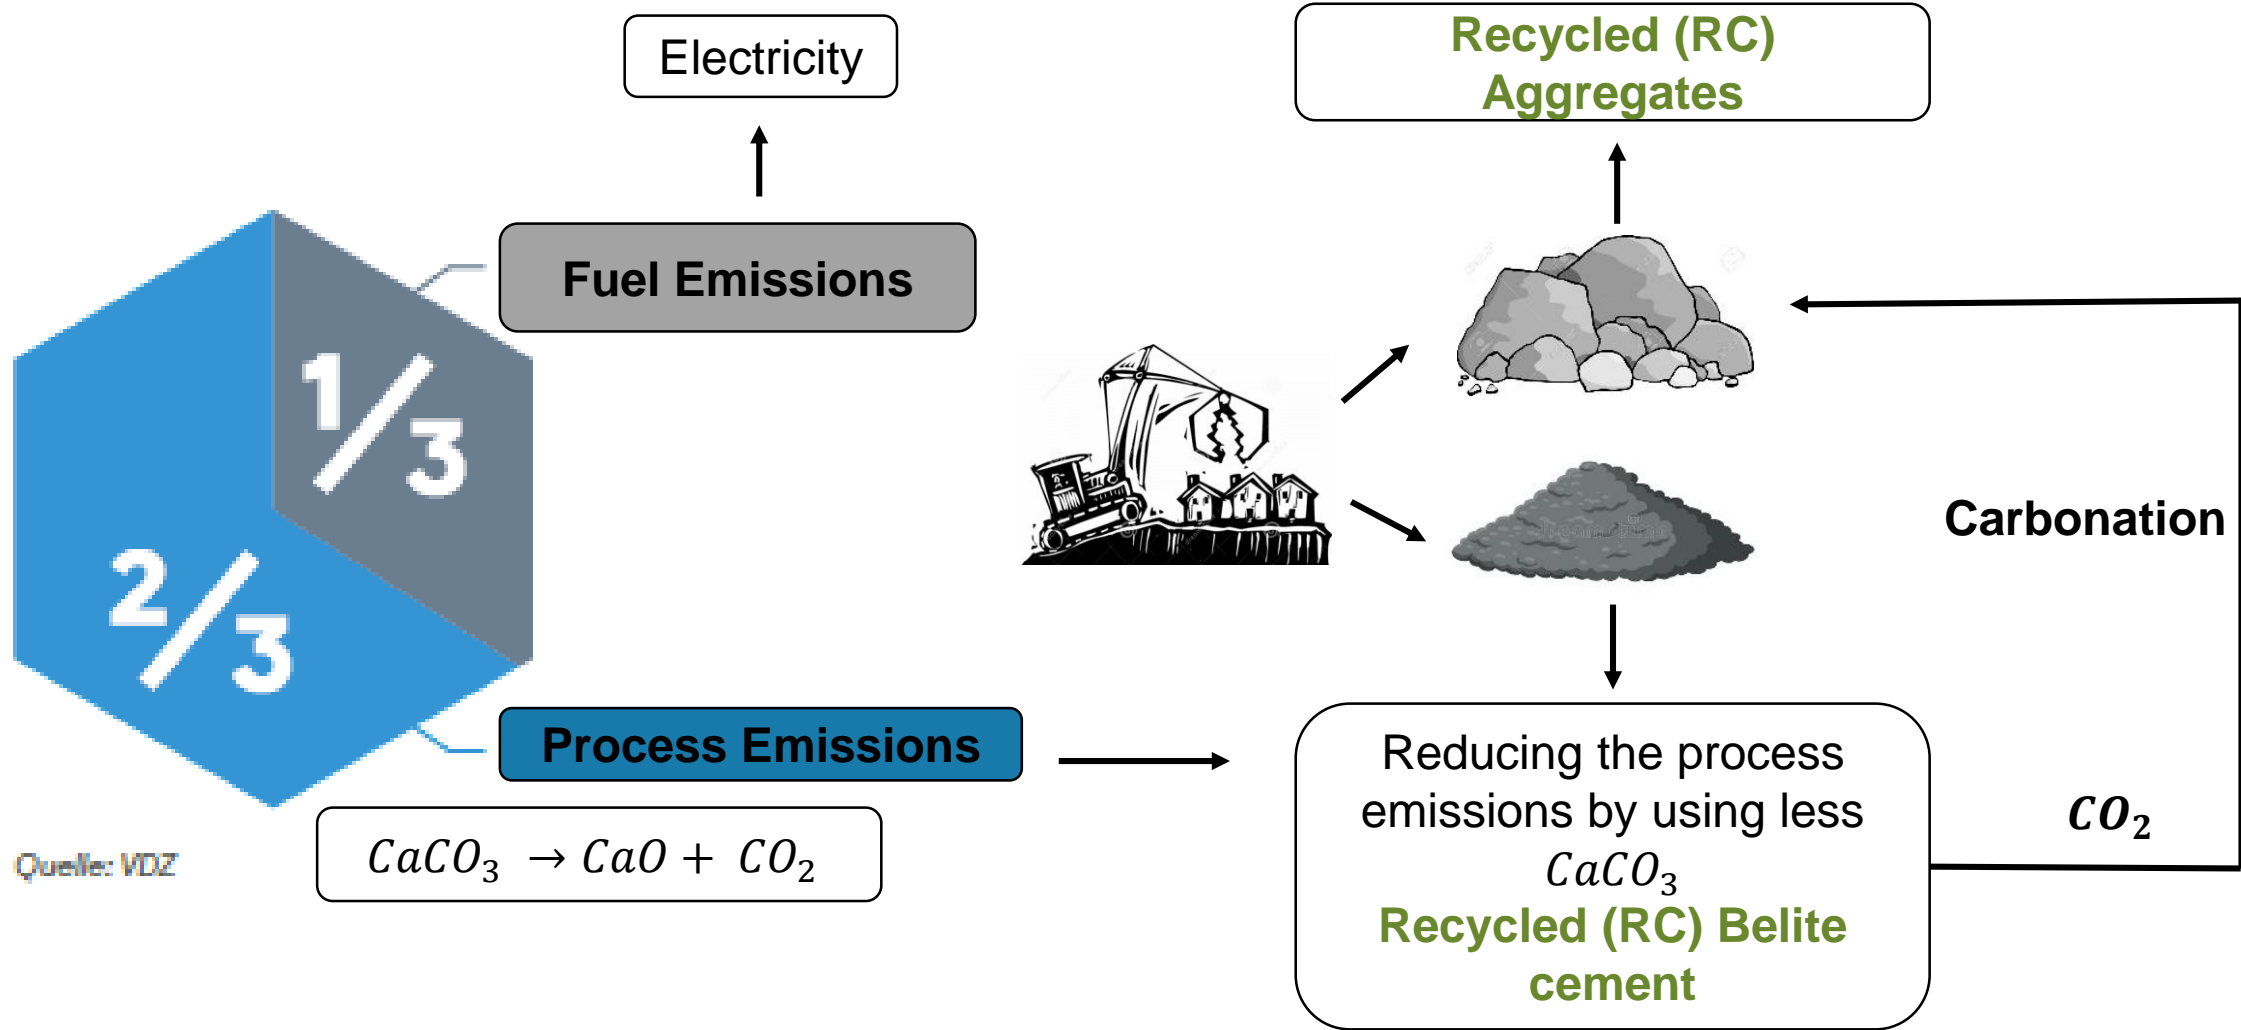 Electricity
Recycled (RC)
Aggregates
Fuel Emissions
1/3
2/3
Carbonation
Process Emissions
CaCO₃ → CaO + CO₂
Quelle: VDZ
Reducing the process
emissions by using less
CaCO₃
Recycled (RC) Belite
cement
CO₂